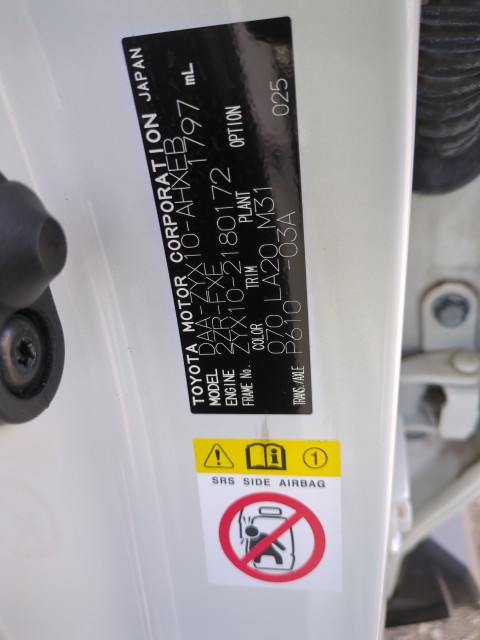 TOYOTA MOTOR CORPORATION JAPAN
MODEL DAA-ZYX10-AHXEB
ENGINE 2ZR-FXE 1797 mL
FRAME No. ZYX10-2180172
COLOR TRIM PLANT OPTION
070 LA20 M31 025
TRANS./AXLE P610 -03A
1
SRS SIDE AIRBAG